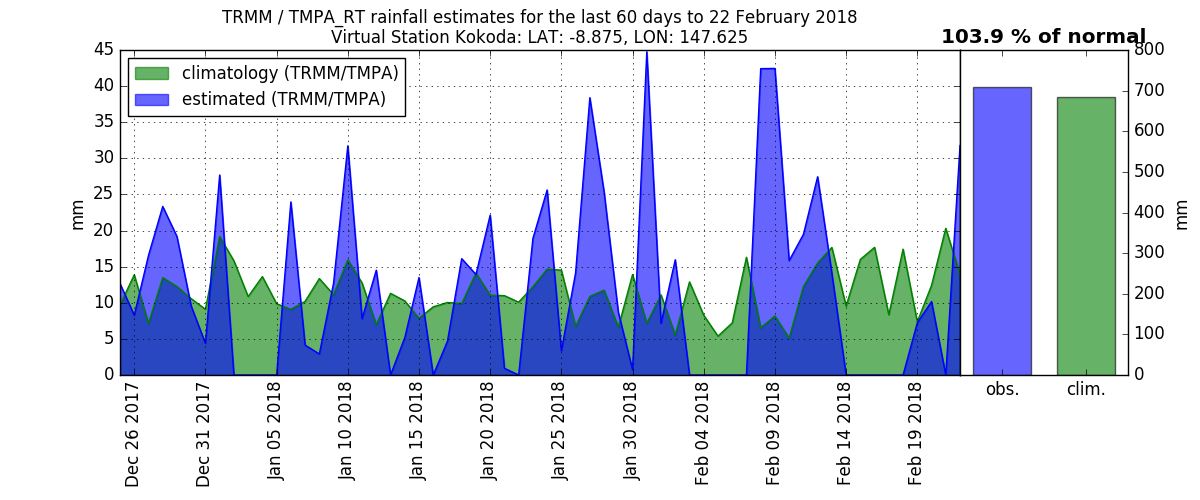 TRMM / TMPA_RT rainfall estimates for the last 60 days to 22 February 2018
Virtual Station Kokoda: LAT: -8.875, LON: 147.625
103.9 % of normal
climatology (TRMM/TMPA)
estimated (TRMM/TMPA)
mm
45
40
35
30
25
20
15
10
5
0
Dec 26 2017
Dec 31 2017
Jan 05 2018
Jan 10 2018
Jan 15 2018
Jan 20 2018
Jan 25 2018
Jan 30 2018
Feb 04 2018
Feb 09 2018
Feb 14 2018
Feb 19 2018
obs.
clim.
800
700
600
500
400
300
200
100
0
mm